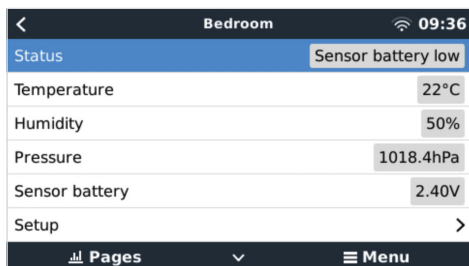 Bedroom 09:36
Status Sensor battery low
Temperature 22°C
Humidity 50%
Pressure 1018.4hPa
Sensor battery 2.40V
Setup
Pages Menu